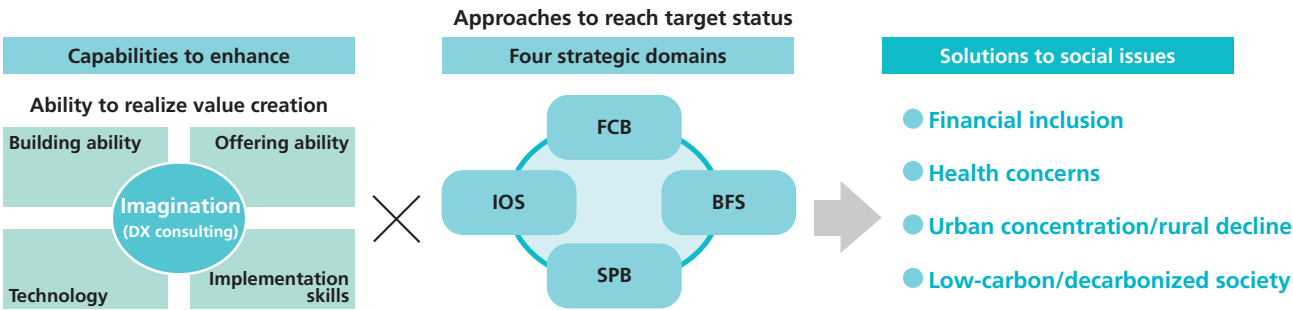 Approaches to reach target status
Capabilities to enhance
Ability to realize value creation
Building ability
Offering ability
Imagination
(DX consulting)
Technology
Implementation
skills
Four strategic domains
FCB
IOS
BFS
SPB
Solutions to social issues
Financial inclusion
Health concerns
Urban concentration/rural decline
Low-carbon/decarbonized society